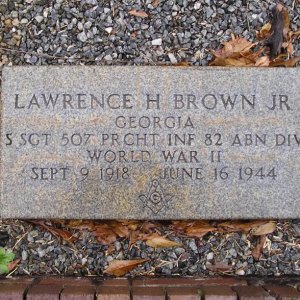 LAWRENCE H BROWN JR
GEORGIA
S SGT 507 PRCHT INF 82 ABN DIV
WORLD WAR II
SEPT 9 1918 JUNE 16 1944